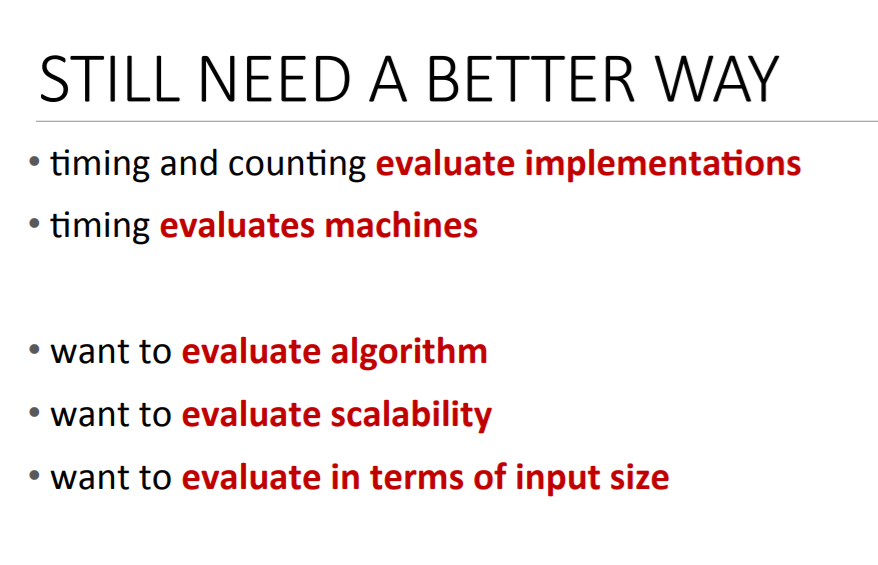 STILL NEED A BETTER WAY
• timing and counting evaluate implementations
• timing evaluates machines
• want to evaluate algorithm
• want to evaluate scalability
• want to evaluate in terms of input size